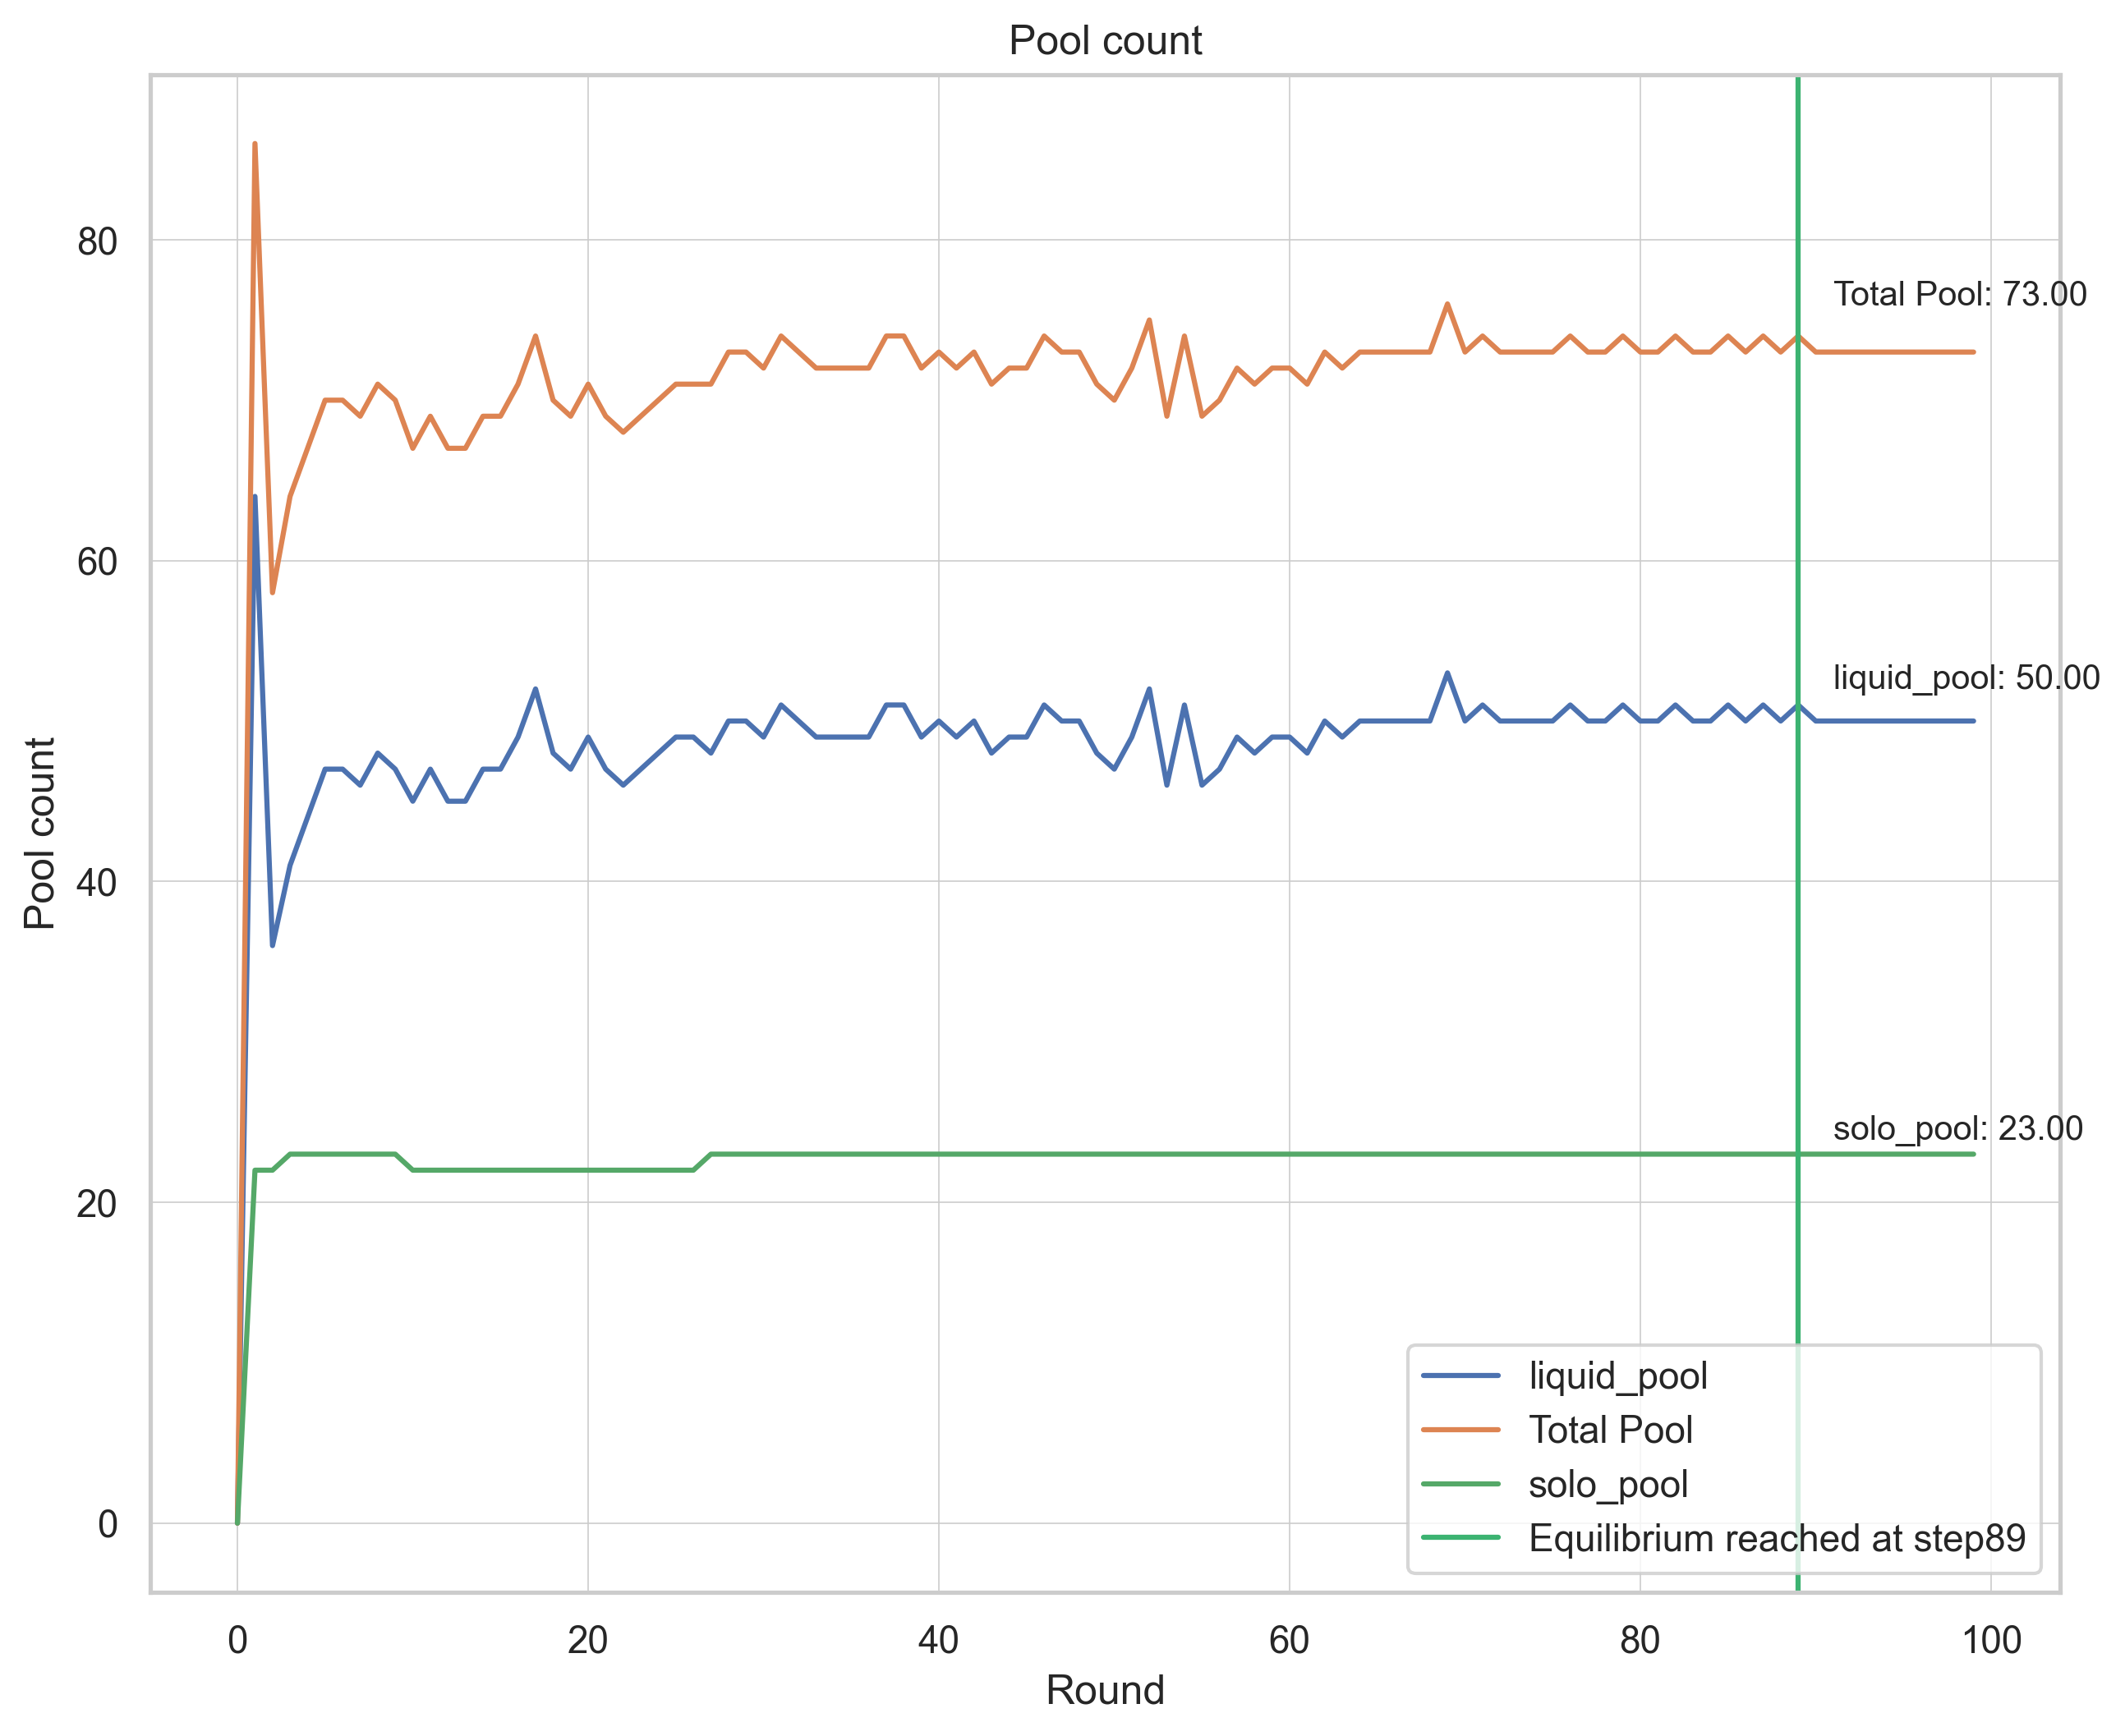 Pool count
Pool count
80
60
40
20
0
Total Pool: 73.00
liquid_pool: 50.00
solo_pool: 23.00
liquid_pool
Total Pool
solo_pool
Equilibrium reached at step89
0 20 40 60 80 100
Round